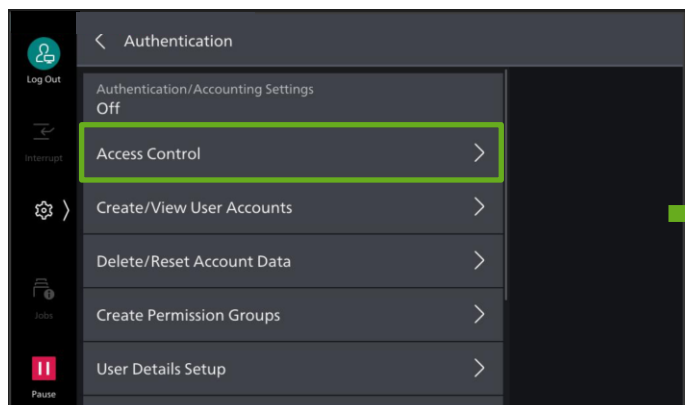 Authentication
Log Out
Authentication/Accounting Settings
Off
Interrupt
Access Control
Create/View User Accounts
Delete/Reset Account Data
Jobs
Create Permission Groups
User Details Setup
Pause